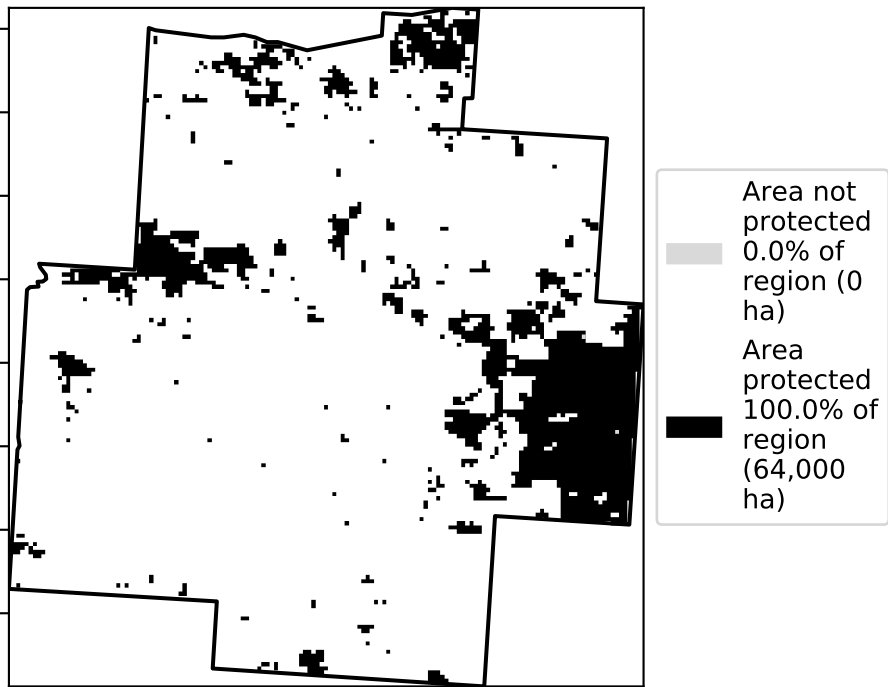 Area not
protected
0.0% of
region (0
ha)
Area
protected
100.0% of
region
(64,000
ha)